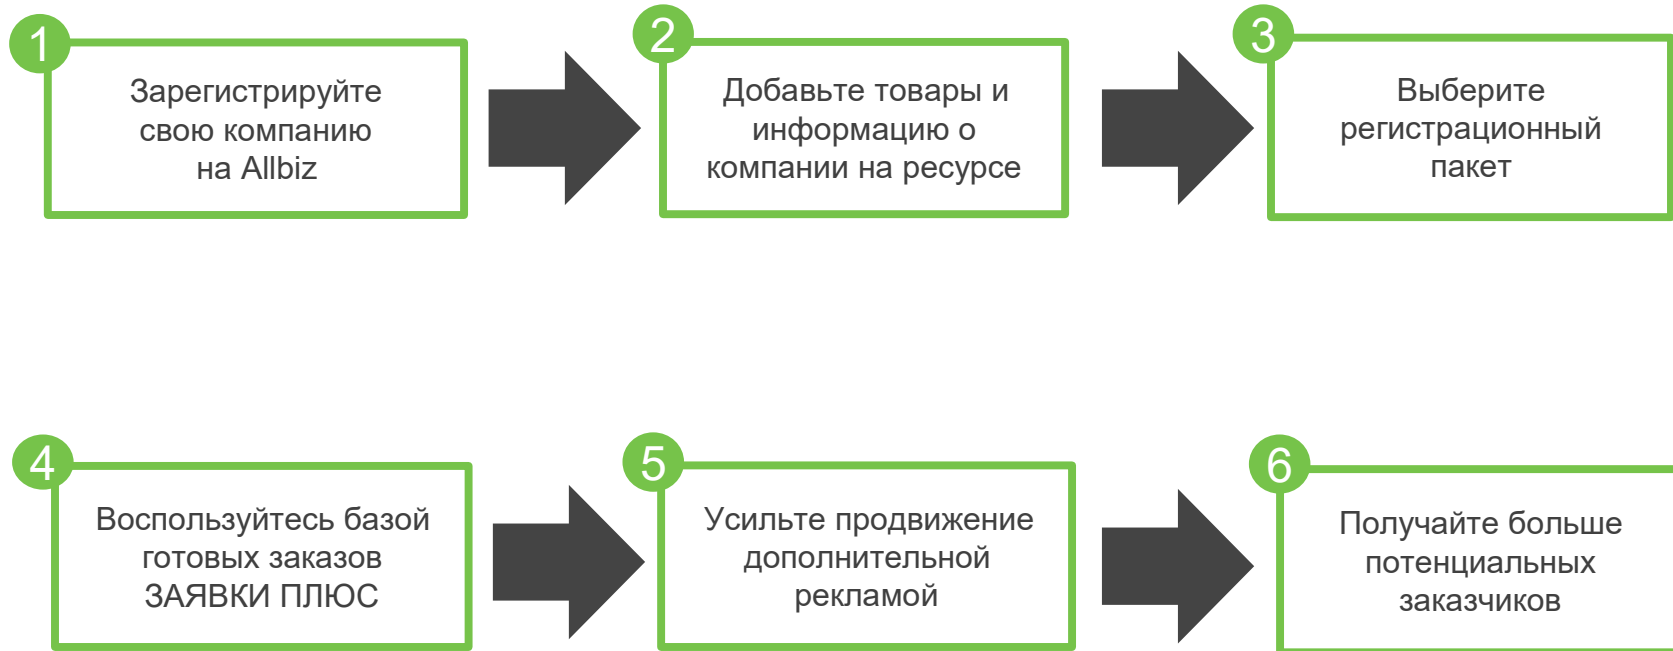 1
Зарегистрируйте
свою компанию
на Allbiz
2
Добавьте товары и
информацию о
компании на ресурсе
3
Выберите
регистрационный
пакет
4
Воспользуйтесь базой
готовых заказов
ЗАЯВКИ ПЛЮС
5
Усильте продвижение
дополнительной
рекламой
6
Получайте больше
потенциальных
заказчиков